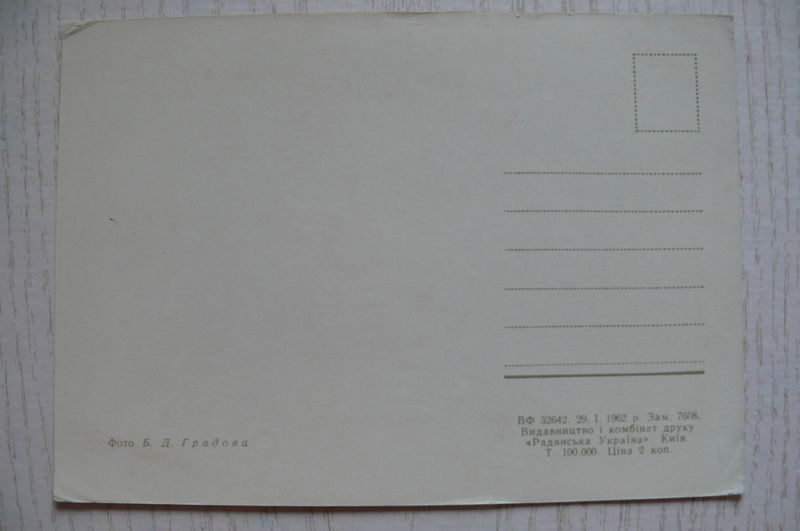 Фото Б. Д. Градова
ВФ 32642. 29. I. 1962 р. Зам. 7608.
Видавництво і комбінат друку
«Радянська Україна». Київ.
Т. 100.000. Ціна 2 коп.